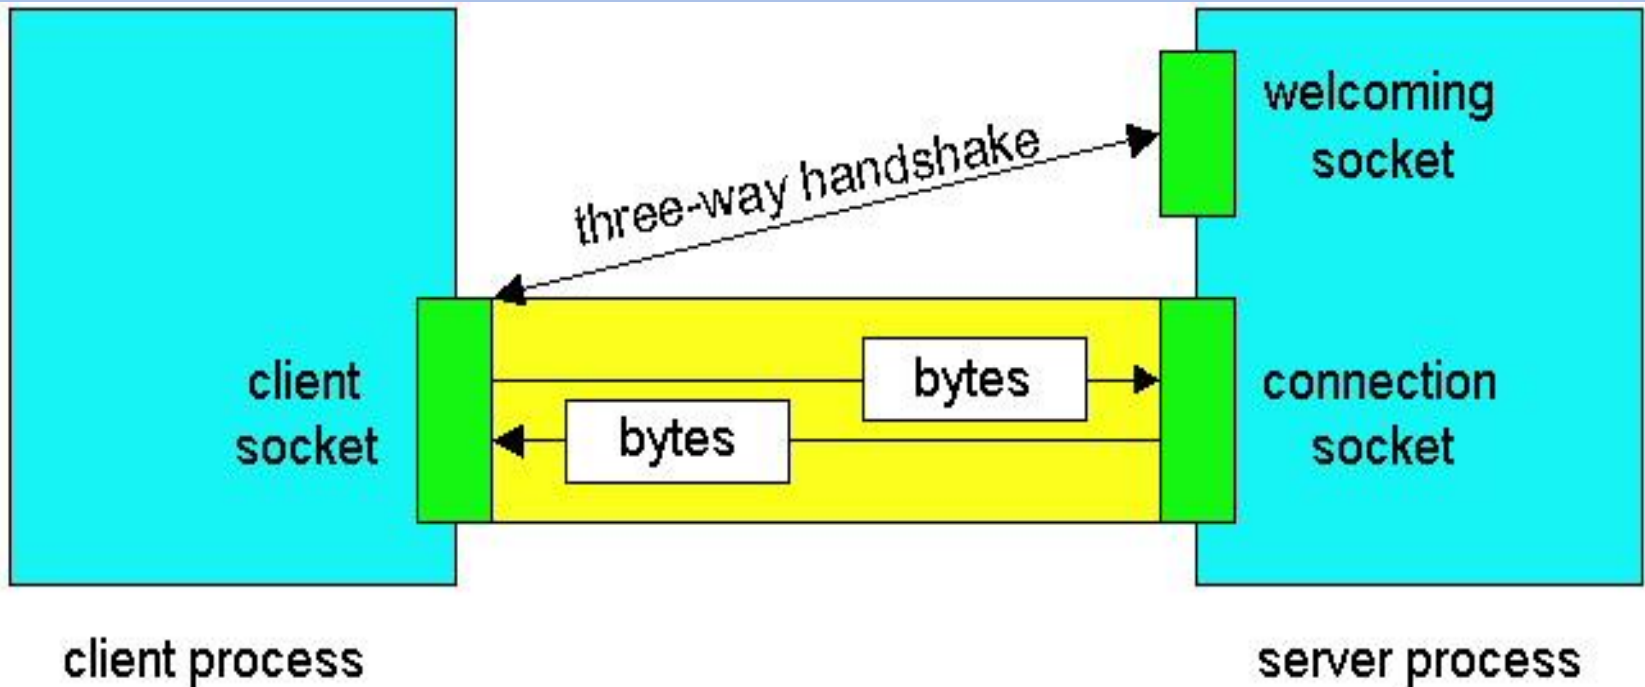 welcoming
socket
three-way handshake
client
socket
bytes
bytes
connection
socket
client process
server process